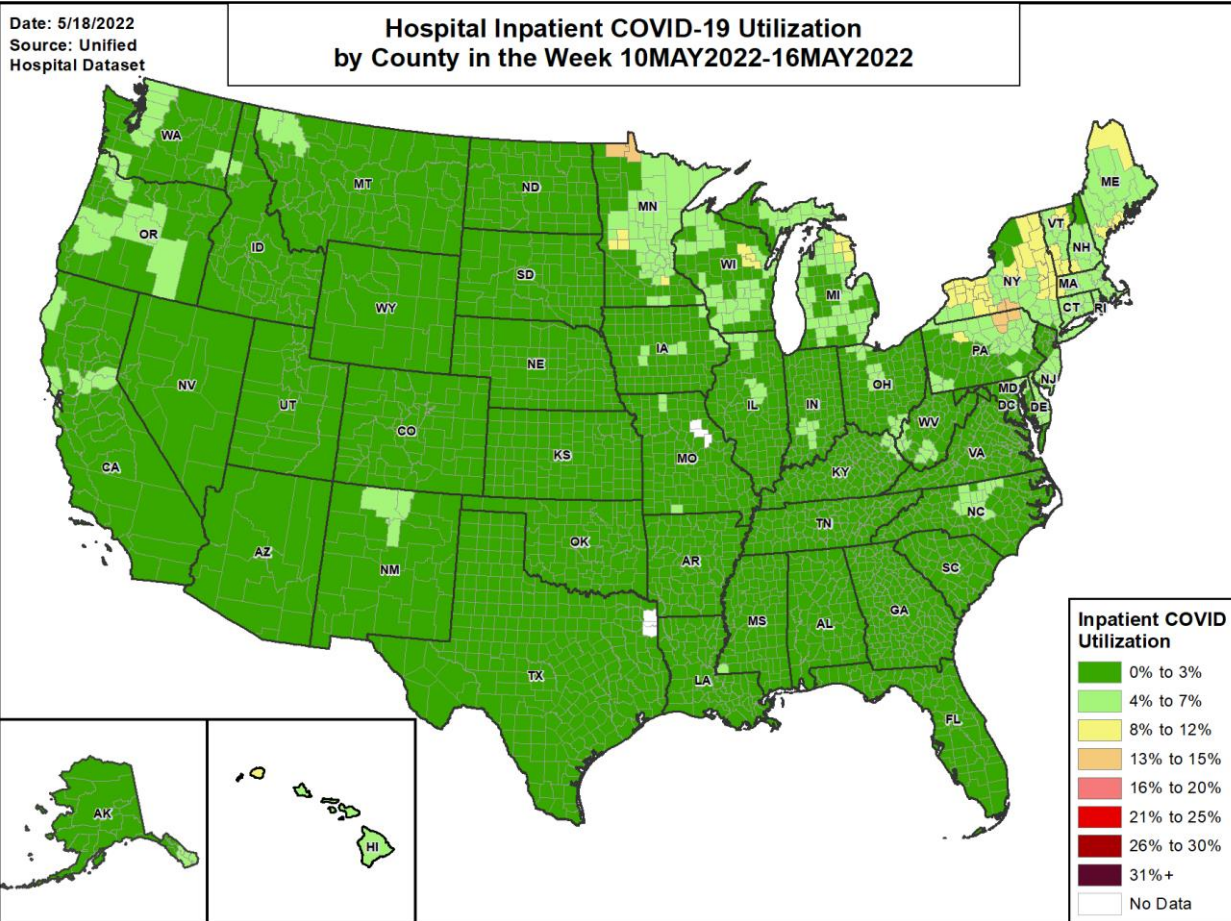 Date: 5/18/2022
Source: Unified
Hospital Dataset
Hospital Inpatient COVID-19 Utilization
by County in the Week 10MAY2022-16MAY2022
WA
MT
ND
MN
ME
OR
ID
SD
WI
MI
VT
NH
NY
MA
CT
RI
WY
NE
IA
PA
NJ
NV
UT
CO
KS
MO
IL
IN
OH
WV
MD
DC
DE
VA
KY
CA
AZ
NM
OK
AR
TN
NC
SC
TX
LA
MS
AL
GA
FL
AK
HI
Inpatient COVID
Utilization
0% to 3%
4% to 7%
8% to 12%
13% to 15%
16% to 20%
21% to 25%
26% to 30%
31%+
No Data